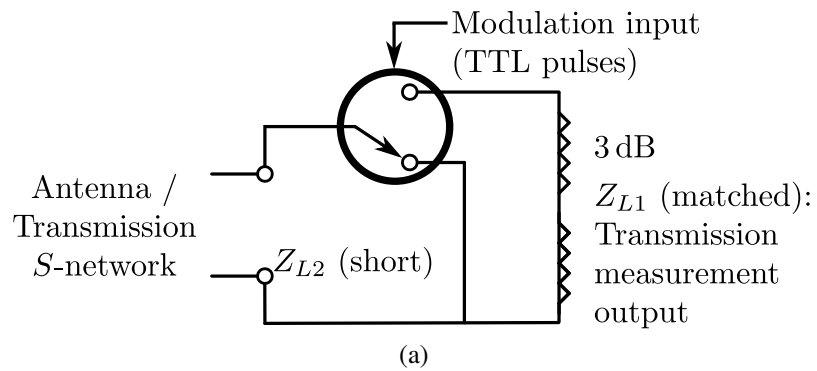 Modulation input
(TTL pulses)
3 dB
Z_{L1} (matched):
Transmission
measurement
output
Antenna /
Transmission
S-network
Z_{L2} (short)
(a)